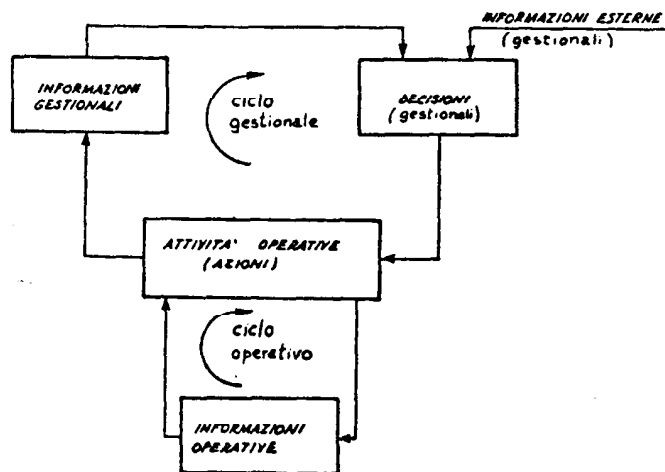 INFORMAZIONI ESTERNE
(gestionali)
INFORMAZIONI
GESTIONALI
ciclo
gestionale
DECISIONI
(gestionali)
ATTIVITA' OPERATIVE
(AZIONI)
ciclo
operativo
INFORMAZIONI
OPERATIVE